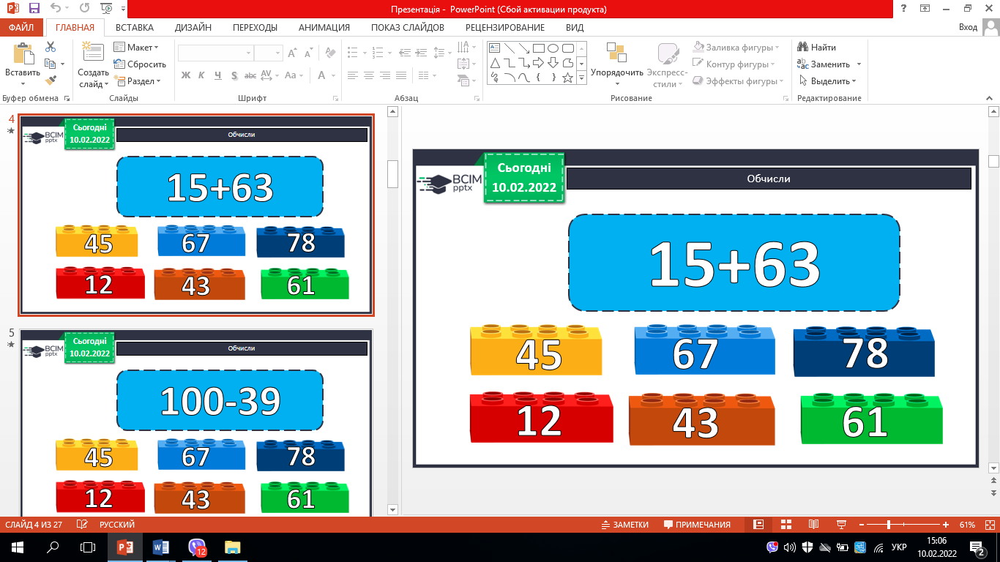 Презентація -  PowerPoint (Сбой активации продукта)
ФАЙЛ ГЛАВНАЯ ВСТАВКА ДИЗАЙН ПЕРЕХОДЫ АНИМАЦИЯ ПОКАЗ СЛАЙДОВ РЕЦЕНЗИРОВАНИЕ ВИД Вход
Вставить
Буфер обмена
Создать слайд
Макет
Сбросить
Раздел
Слайды
Ж К Ч S abc AV Aa А
Шрифт
Абзац
Упорядочить
Экспресс-стили
Заливка фигуры
Контур фигуры
Эффекты фигуры
Рисование
Найти
Заменить
Выделить
Редактирование
4
Сьогодні
10.02.2022
BCIM
pptx
Обчисли
15+63
45 67 78
12 43 61
5
Сьогодні
10.02.2022
BCIM
pptx
Обчисли
100-39
45 67 78
12 43 61
Сьогодні
10.02.2022
BCIM
pptx
Обчисли
15+63
45 67 78
12 43 61
СЛАЙД 4 ИЗ 27 РУССКИЙ ЗАМЕТКИ ПРИМЕЧАНИЯ 61%
12
УКР
15:06
10.02.2022
2